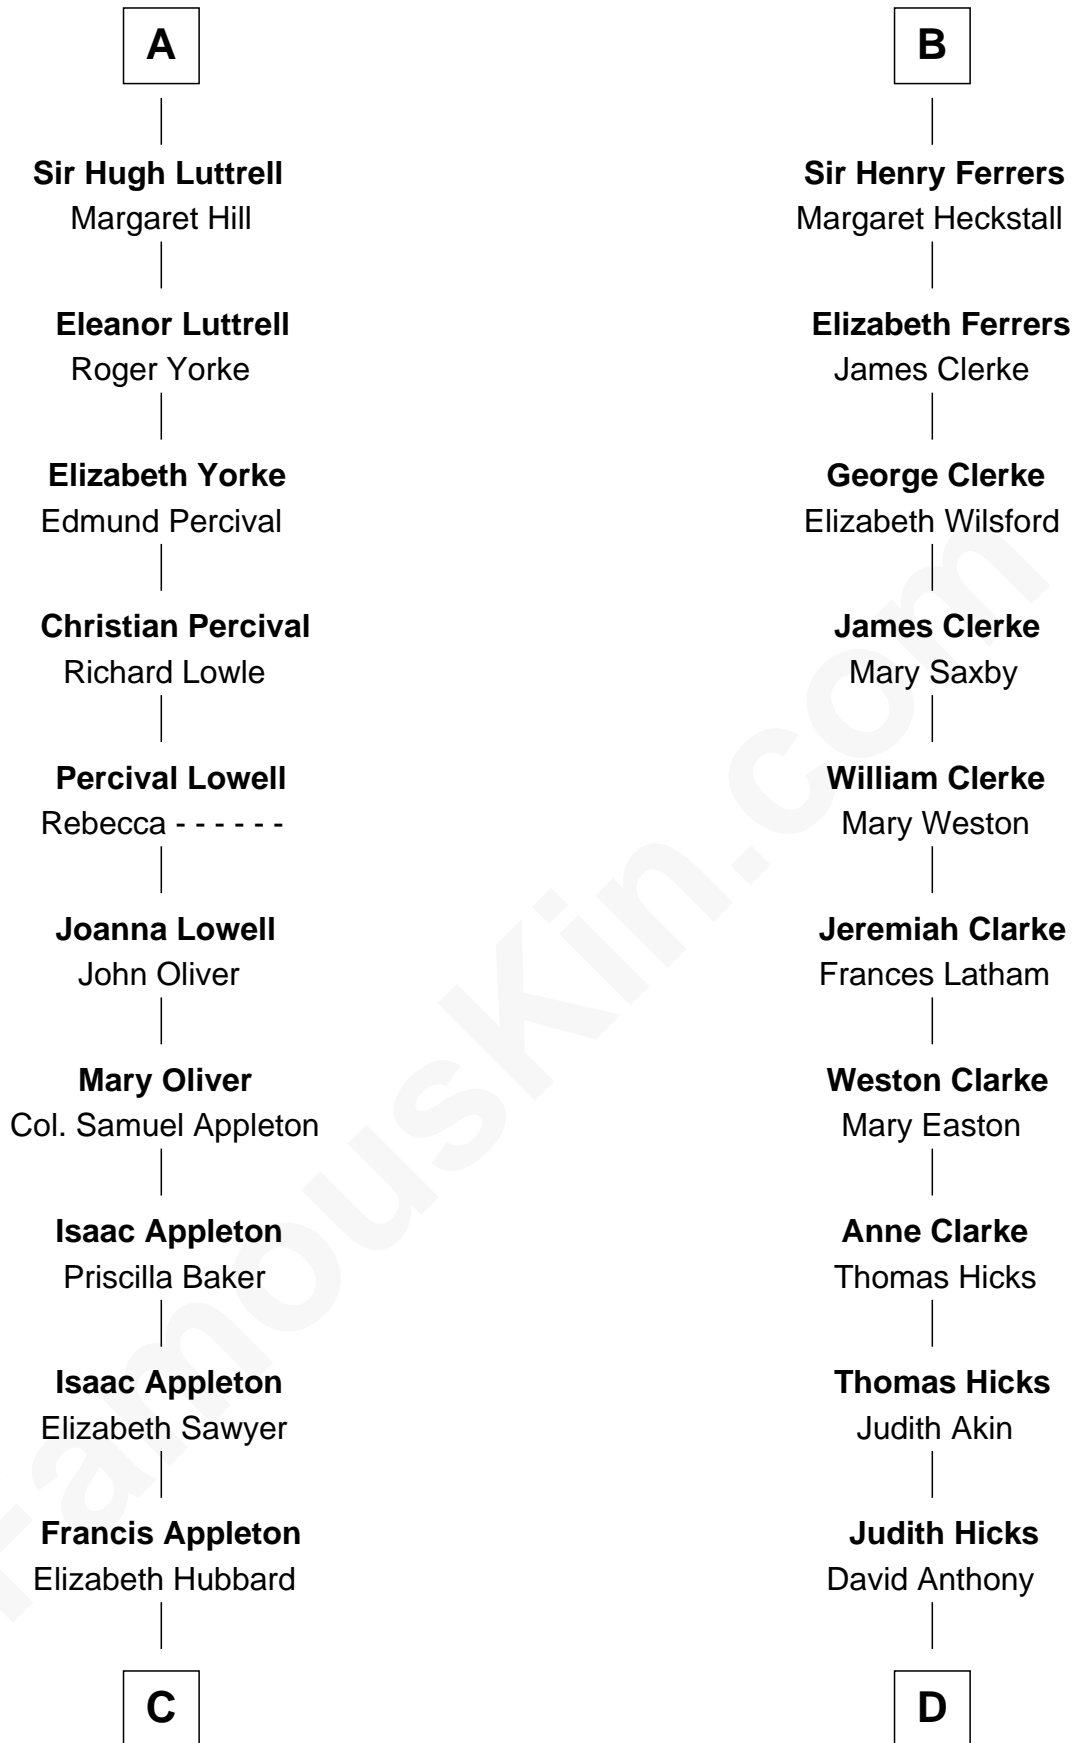 A
Sir Hugh Luttrell
Margaret Hill
Eleanor Luttrell
Roger Yorke
Elizabeth Yorke
Edmund Percival
Christian Percival
Richard Lowle
Percival Lowell
Rebecca - - - - - -
Joanna Lowell
John Oliver
Mary Oliver
Col. Samuel Appleton
Isaac Appleton
Priscilla Baker
Isaac Appleton
Elizabeth Sawyer
Francis Appleton
Elizabeth Hubbard
C
B
Sir Henry Ferrers
Margaret Heckstall
Elizabeth Ferrers
James Clerke
George Clerke
Elizabeth Wilsford
James Clerke
Mary Saxby
William Clerke
Mary Weston
Jeremiah Clarke
Frances Latham
Weston Clarke
Mary Easton
Anne Clarke
Thomas Hicks
Thomas Hicks
Judith Akin
Judith Hicks
David Anthony
D
FamousKin.com